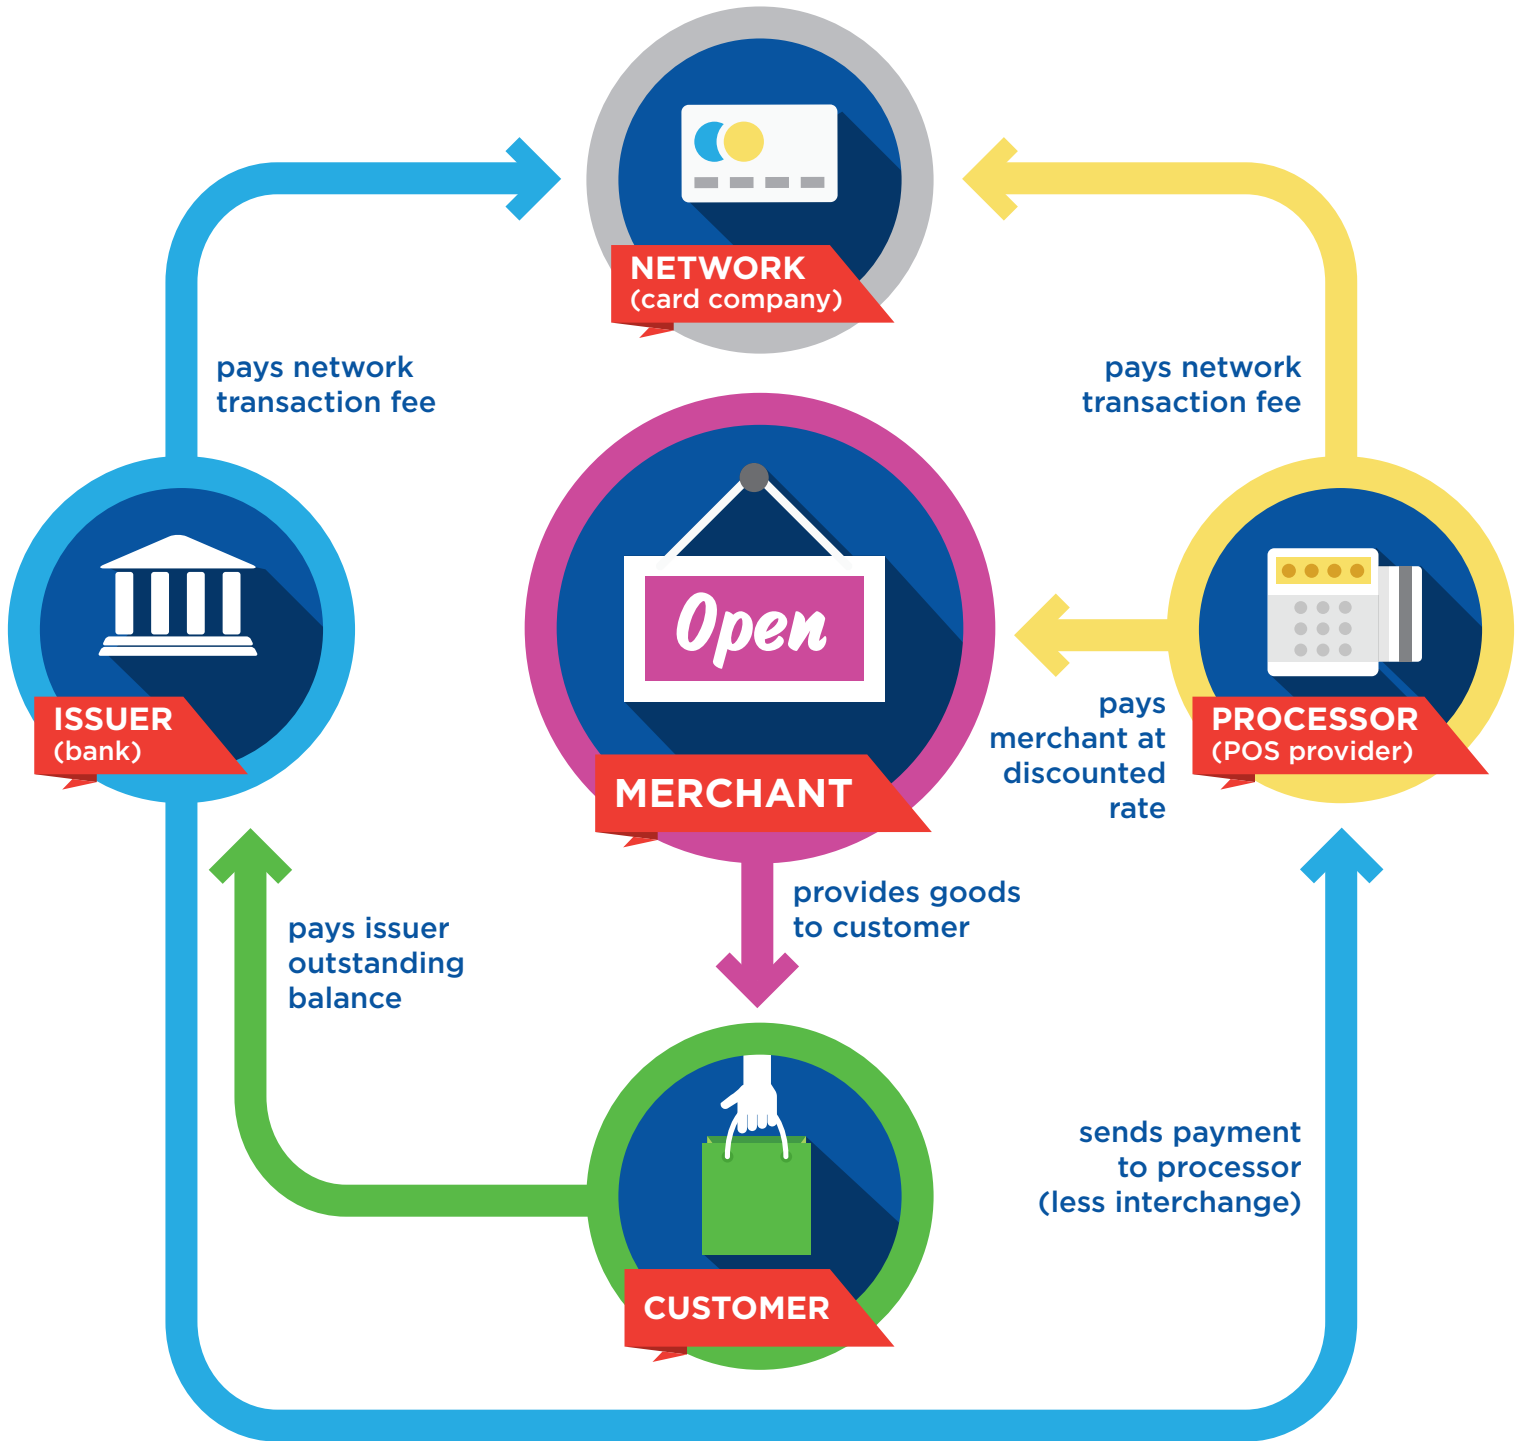 NETWORK
(card company)
pays network
transaction fee
pays network
transaction fee
Open
ISSUER
(bank)
MERCHANT
pays
merchant at
discounted
rate
PROCESSOR
(POS provider)
provides goods
to customer
pays issuer
outstanding
balance
sends payment
to processor
(less interchange)
CUSTOMER